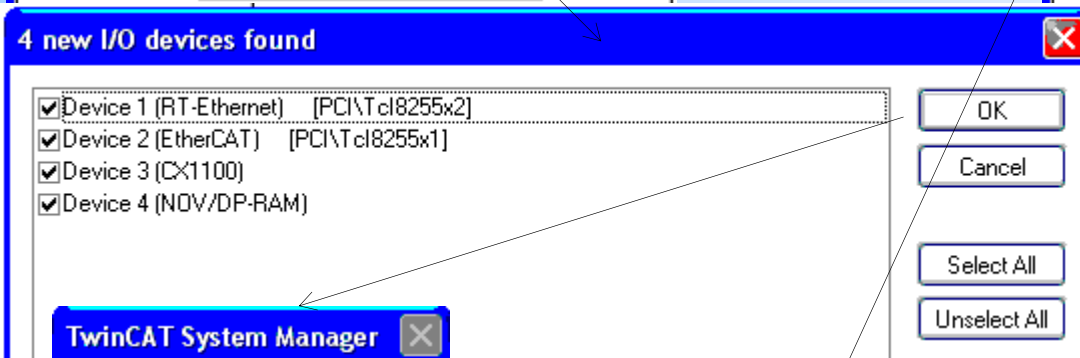 4 new I/O devices found
Device 1 (RT-Ethernet) [PCI\TcI8255x2]
OK
Device 2 (EtherCAT) [PCI\TcI8255x1]
Device 3 (CX1100)
Cancel
Device 4 (NOV/DP-RAM)
Select All
Unselect All
TwinCAT System Manager